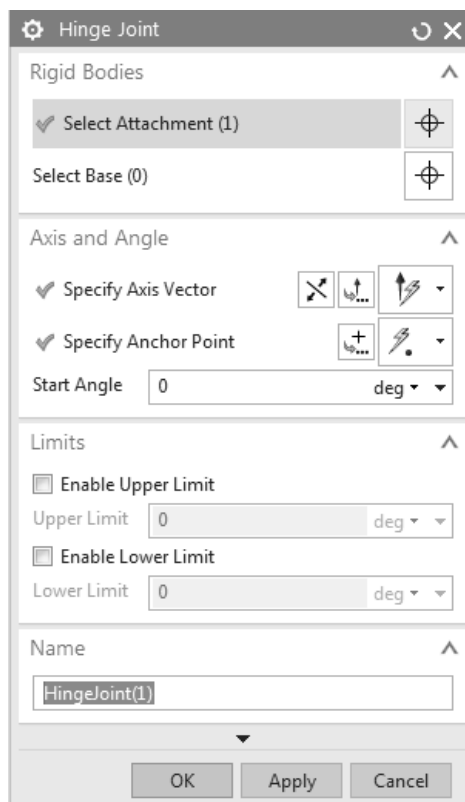 Hinge Joint
Rigid Bodies
Select Attachment (1)
Select Base (0)
Axis and Angle
Specify Axis Vector
Specify Anchor Point
Start Angle 0 deg
Limits
Enable Upper Limit
Upper Limit 0 deg
Enable Lower Limit
Lower Limit 0 deg
Name
HingeJoint(1)
OK Apply Cancel